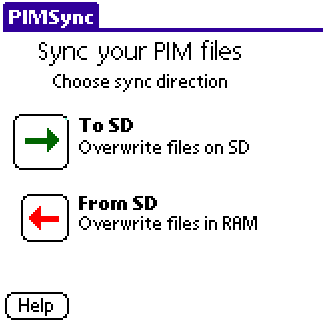 PIMSync
Sync your PIM files
Choose sync direction
To SD
Overwrite files on SD
From SD
Overwrite files in RAM
Help